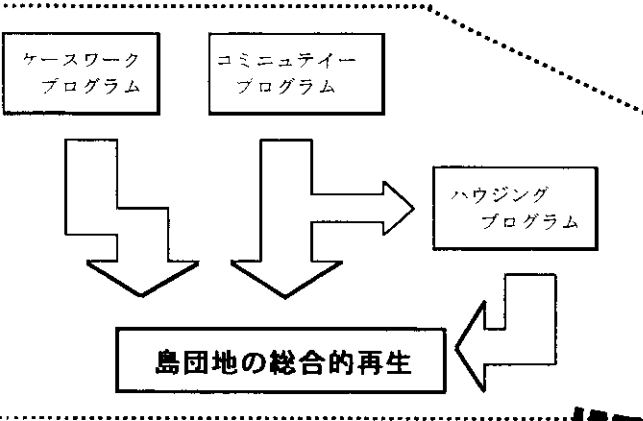 ケースワーク
プログラム
コミニュテイー
プログラム
ハウジング
プログラム
島団地の総合的再生